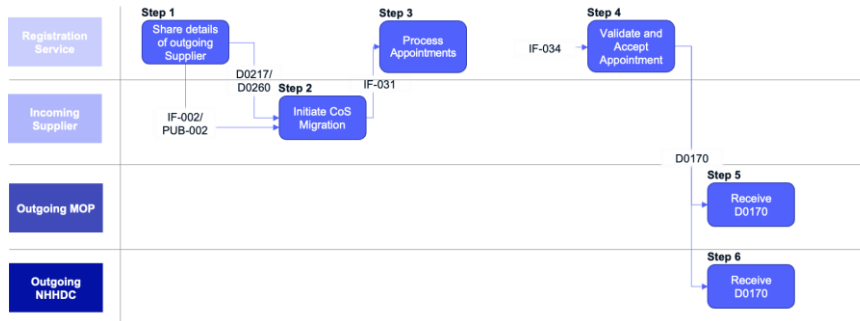 Step 1
Share details
of outgoing
Supplier
Step 3
Process
Appointments
Step 4
Validate and
Accept
Appointment
Registration
Service
IF-034
D0217/
D0260
Step 2
Initiate CoS
Migration
IF-031
IF-002/
PUB-002
Incoming
Supplier
D0170
Step 5
Receive
D0170
Outgoing MOP
Step 6
Receive
D0170
Outgoing
NHHDC